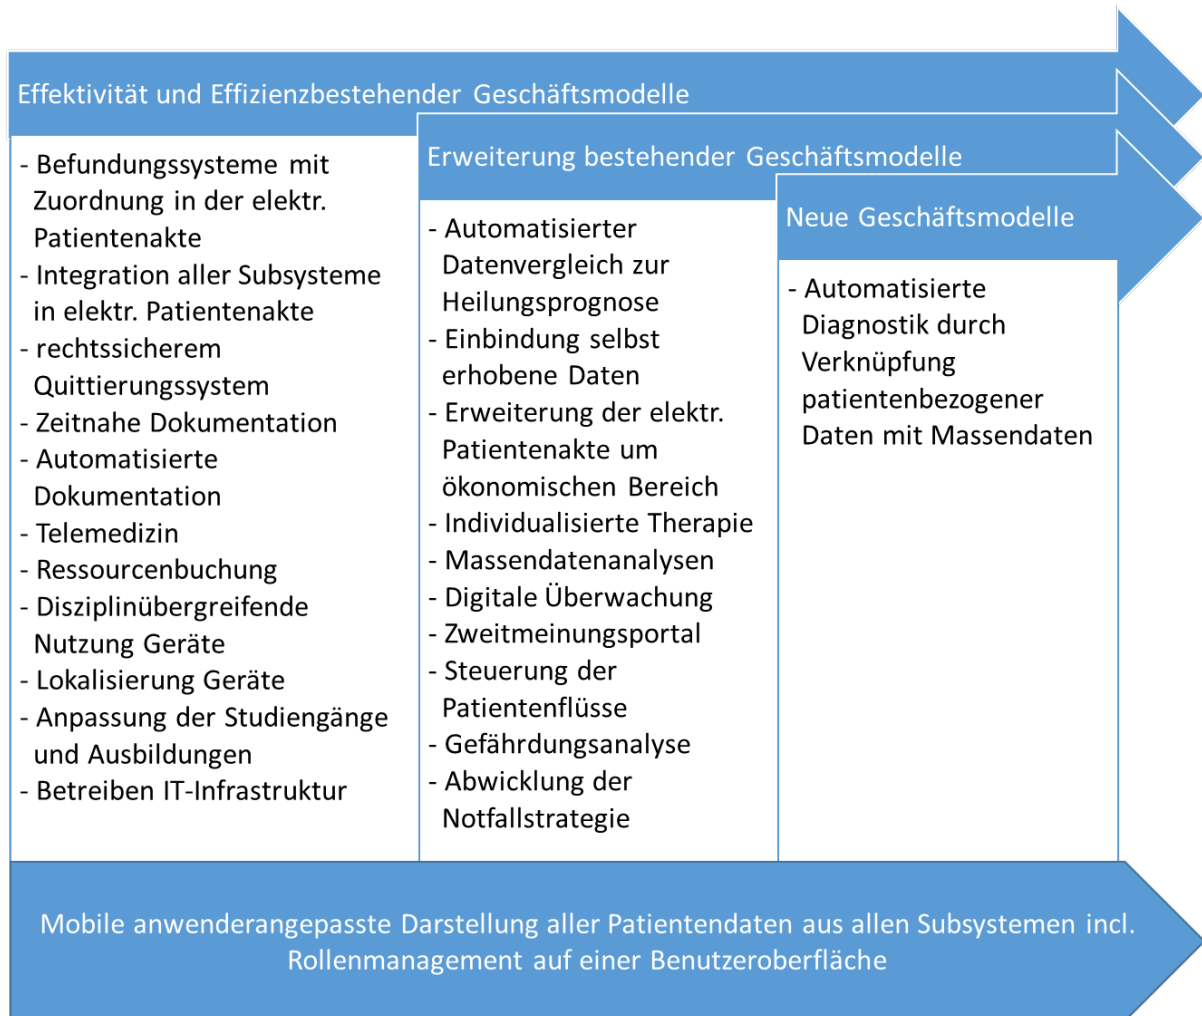 Effektivität und Effizienzbestehender Geschäftsmodelle
- Befundungssysteme mit
Zuordnung in der elektr.
Patientenakte
- Integration aller Subsysteme
in elektr. Patientenakte
- rechtssicherem
Quittierungssystem
- Zeitnahe Dokumentation
- Automatisierte
Dokumentation
- Telemedizin
- Ressourcenbuchung
- Disziplinübergreifende
Nutzung Geräte
- Lokalisierung Geräte
- Anpassung der Studiengänge
und Ausbildungen
- Betreiben IT-Infrastruktur
Erweiterung bestehender Geschäftsmodelle
- Automatisierter
Datenvergleich zur
Heilungsprognose
- Einbindung selbst
erhobene Daten
- Erweiterung der elektr.
Patientenakte um
ökonomischen Bereich
- Individualisierte Therapie
- Massendatenanalysen
- Digitale Überwachung
- Zweitmeinungsportal
- Steuerung der
Patientenflüsse
- Gefährdungsanalyse
- Abwicklung der
Notfallstrategie
Neue Geschäftsmodelle
- Automatisierte
Diagnostik durch
Verknüpfung
patientenbezogener
Daten mit Massendaten
Mobile anwenderangepasste Darstellung aller Patientendaten aus allen Subsystemen incl.
Rollenmanagement auf einer Benutzeroberfläche